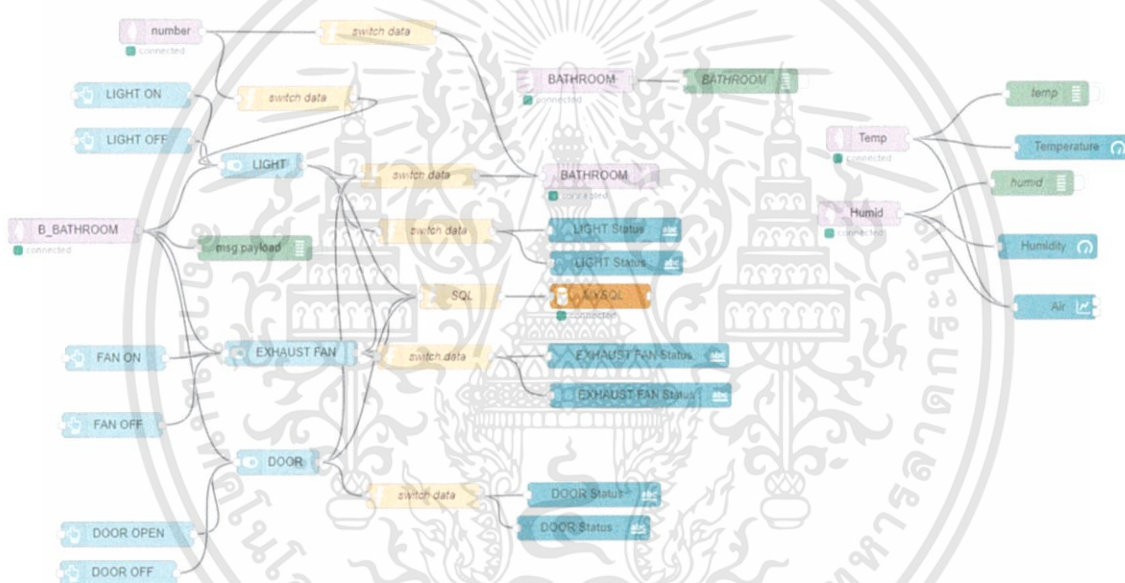 number
connected
switch data
LIGHT ON
switch data
LIGHT OFF
LIGHT
switch data
B_BATHROOM
connected
msg.payload
switch data
BATHROOM
connected
BATHROOM
BATHROOM
connected
LIGHT Status
LIGHT Status
SQL
MYSQL
connected
FAN ON
EXHAUST FAN
switch data
EXHAUST FAN Status
EXHAUST FAN Status
FAN OFF
DOOR
switch data
DOOR Status
DOOR Status
DOOR OPEN
DOOR OFF
Temp
connected
temp
Temperature
Humid
connected
humid
Humidity
Air